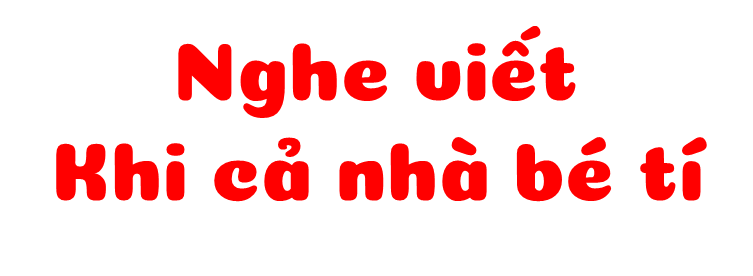 Nghe viết
Khi cả nhà bé tí